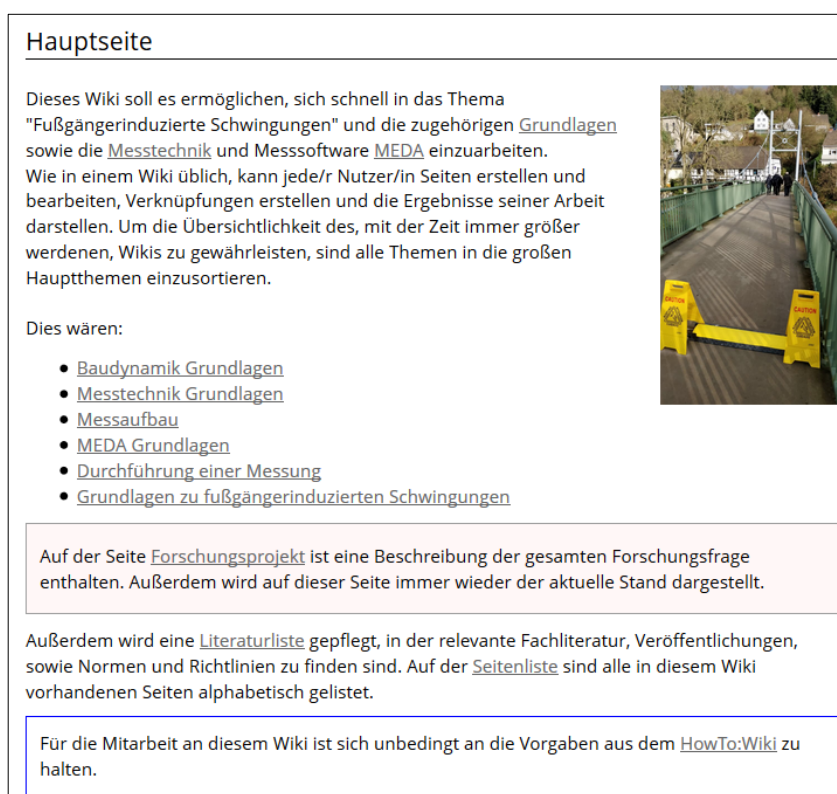 Hauptseite
Dieses Wiki soll es ermöglichen, sich schnell in das Thema
"Fußgängerinduzierte Schwingungen" und die zugehörigen Grundlagen
sowie die Messtechnik und Messsoftware MEDA einzuarbeiten.
Wie in einem Wiki üblich, kann jede/r Nutzer/in Seiten erstellen und
bearbeiten, Verknüpfungen erstellen und die Ergebnisse seiner Arbeit
darstellen. Um die Übersichtlichkeit des, mit der Zeit immer größer
werdenen, Wikis zu gewährleisten, sind alle Themen in die großen
Hauptthemen einzusortieren.
CAUTION
CAUTION
Dies wären:
• Baudynamik Grundlagen
• Messtechnik Grundlagen
• Messaufbau
• MEDA Grundlagen
• Durchführung einer Messung
• Grundlagen zu fußgängerinduzierten Schwingungen
Auf der Seite Forschungsprojekt ist eine Beschreibung der gesamten Forschungsfrage
enthalten. Außerdem wird auf dieser Seite immer wieder der aktuelle Stand dargestellt.
Außerdem wird eine Literaturliste gepflegt, in der relevante Fachliteratur, Veröffentlichungen,
sowie Normen und Richtlinien zu finden sind. Auf der Seitenliste sind alle in diesem Wiki
vorhandenen Seiten alphabetisch gelistet.
Für die Mitarbeit an diesem Wiki ist sich unbedingt an die Vorgaben aus dem HowTo:Wiki zu
halten.